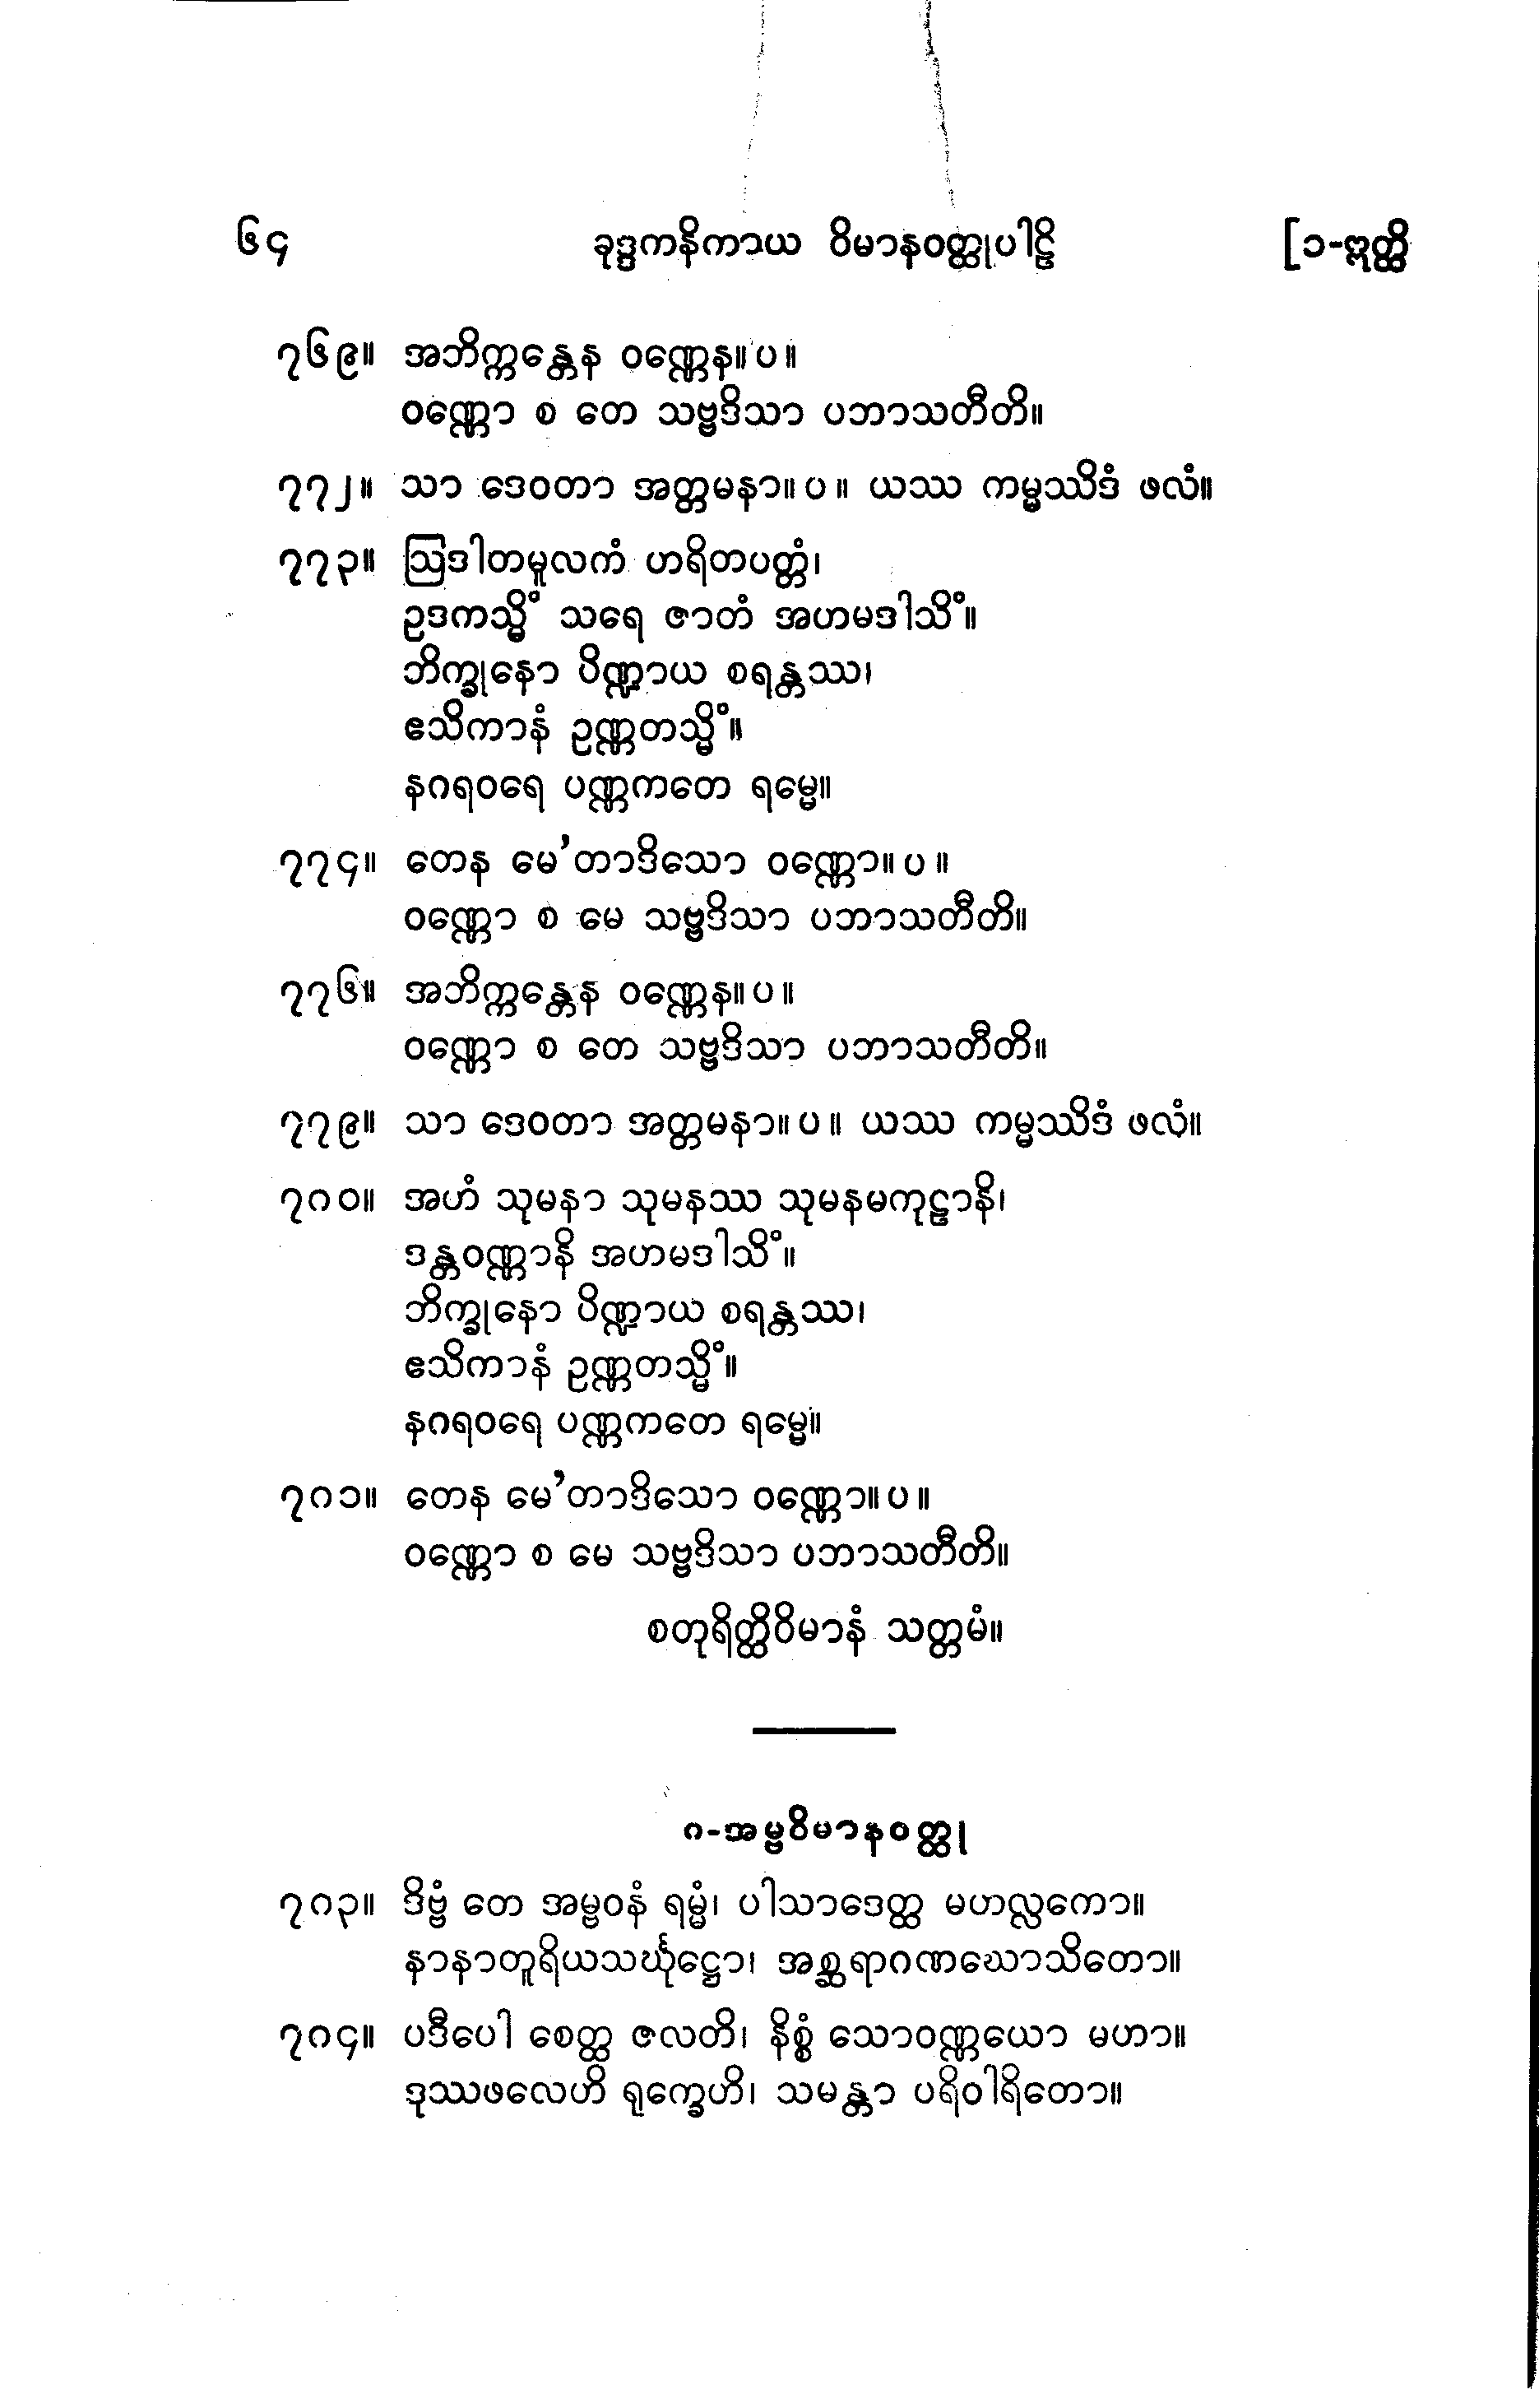 ၆၄ ခုဒ္ဒကနိကာယ ဝိမာနဝတ္ထုပါဠိ [၁-ဣတ္ထိ
၇၆၉။ အဘိက္ကန္တေန ဝဏ္ဏေန။ပ။
ဝဏ္ဏော စ တေ သဗ္ဗဒိသာ ပဘာသတီတိ။
၇၇၂။ သာ ဒေဝတာ အတ္တမနာ။ပ။ ယဿ ကမ္မဿိဒံ ဖလံ။
၇၇၃။ ဩဒါတမူလကံ ဟရိတပတ္တံ၊
ဥဒကသ္မိံ သရေ ဇာတံ အဟမဒါသိံ။
ဘိက္ခုနော ပိဏ္ဍာယ စရန္တဿ၊
ဧသိကာနံ ဥဏ္ဏတသ္မိံ။
နဂရဝရေ ပဏ္ဏကတေ ရမ္မေ။
၇၇၄။ တေန မေ'တာဒိသော ဝဏ္ဏော။ပ။
ဝဏ္ဏော စ မေ သဗ္ဗဒိသာ ပဘာသတီတိ။
၇၇၆။ အဘိက္ကန္တေန ဝဏ္ဏေန။ပ။
ဝဏ္ဏော စ တေ သဗ္ဗဒိသာ ပဘာသတီတိ။
၇၇၉။ သာ ဒေဝတာ အတ္တမနာ။ပ။ ယဿ ကမ္မဿိဒံ ဖလံ။
၇၈၀။ အဟံ သုမနာ သုမနဿ သုမနမကုဠာနိ၊
ဒန္တဝဏ္ဏာနိ အဟမဒါသိံ။
ဘိက္ခုနော ပိဏ္ဍာယ စရန္တဿ၊
ဧသိကာနံ ဥဏ္ဏတသ္မိံ။
နဂရဝရေ ပဏ္ဏကတေ ရမ္မေ။
၇၈၁။ တေန မေ'တာဒိသော ဝဏ္ဏော။ပ။
ဝဏ္ဏော စ မေ သဗ္ဗဒိသာ ပဘာသတီတိ။
စတုရိတ္ထိဝိမာနံ သတ္တမံ။
၈-အမ္ဗဝိမာနဝတ္ထု
၇၈၃။ ဒိဗ္ဗံ တေ အမ္ဗဝနံ ရမ္မံ၊ ပါသာဒေတ္ထ မဟလ္လကော။
နာနာတူရိယသင်္ဃုဋ္ဌော၊ အစ္ဆရာဂဏဃောသိတော။
၇၈၄။ ပဒီပေါ စေတ္ထ ဇလတိ၊ နိစ္စံ သောဝဏ္ဏယော မဟာ။
ဒုဿဖလေဟိ ရုက္ခေဟိ၊ သမန္တာ ပရိဝါရိတော။